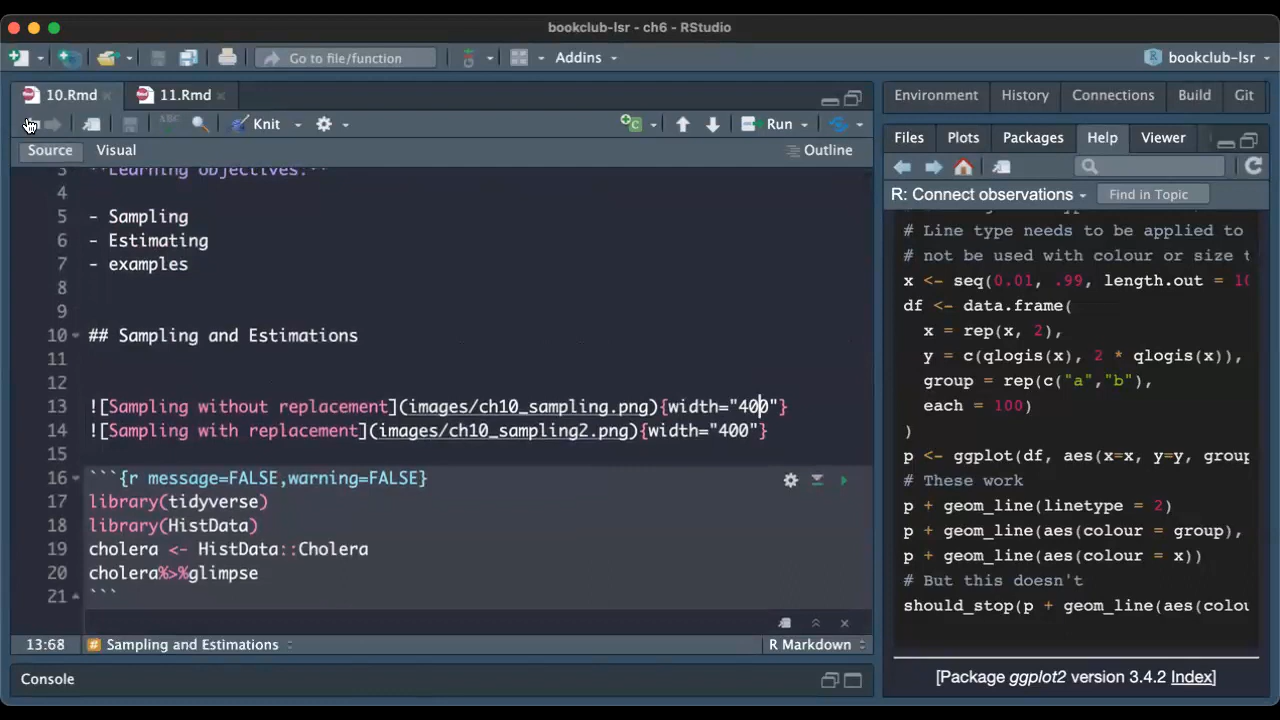 bookclub-lsr - ch6 - RStudio
Go to file/function
Addins
bookclub-lsr
10.Rmd
11.Rmd
ABC
Knit
Run
Source
Visual
Outline
3 **Learning objectives:**
4
5 - Sampling
6 - Estimating
7 - examples
8
9
10 ## Sampling and Estimations
11
12
13 ![Sampling without replacement](images/ch10_sampling.png){width="400"}
14 ![Sampling with replacement](images/ch10_sampling2.png){width="400"}
15
16 ```{r message=FALSE,warning=FALSE}
17 library(tidyverse)
18 library(HistData)
19 cholera <- HistData::Cholera
20 cholera%>%glimpse
21 ```
13:68
# Sampling and Estimations
R Markdown
Console
Environment
History
Connections
Build
Git
Files
Plots
Packages
Help
Viewer
R: Connect observations
Find in Topic
# Line type needs to be applied to
# not be used with colour or size t
x <- seq(0.01, .99, length.out = 10
df <- data.frame(
x = rep(x, 2),
y = c(qlogis(x), 2 * qlogis(x)),
group = rep(c("a","b"),
each = 100)
)
p <- ggplot(df, aes(x=x, y=y, group
# These work
p + geom_line(linetype = 2)
p + geom_line(aes(colour = group),
p + geom_line(aes(colour = x))
# But this doesn't
should_stop(p + geom_line(aes(colou
[Package ggplot2 version 3.4.2 Index]